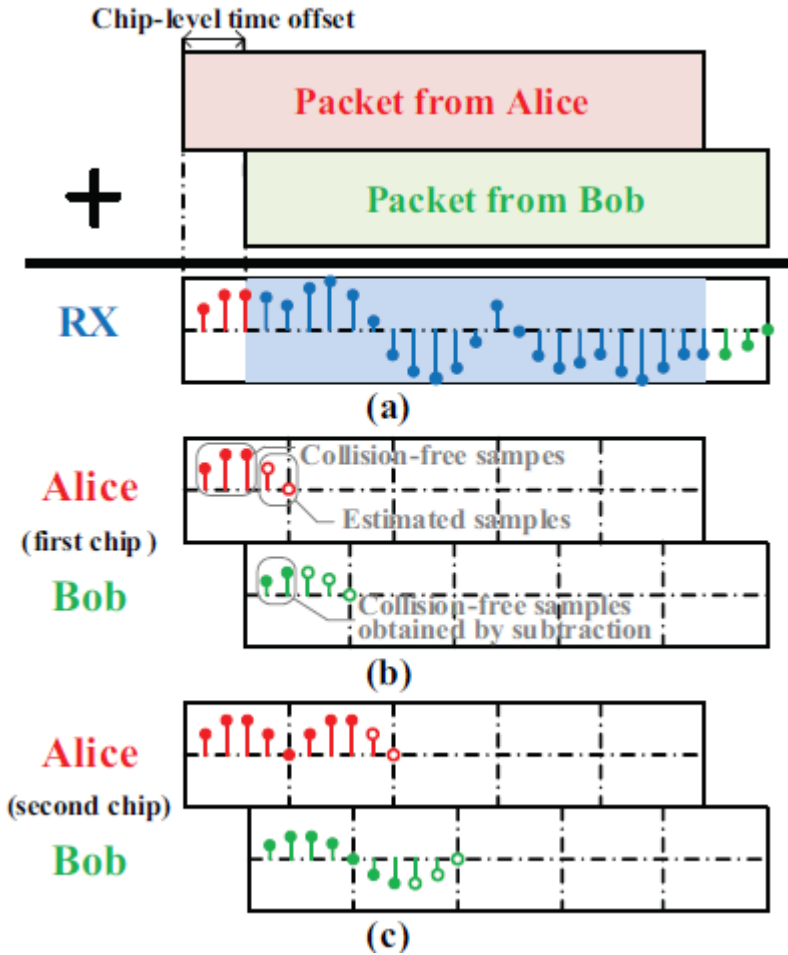 Chip-level time offset
Packet from Alice
+
Packet from Bob
RX
(a)
Alice
(first chip )
Bob
Collision-free sampes
Estimated samples
Collision-free samples
obtained by subtraction
(b)
Alice
(second chip)
Bob
(c)